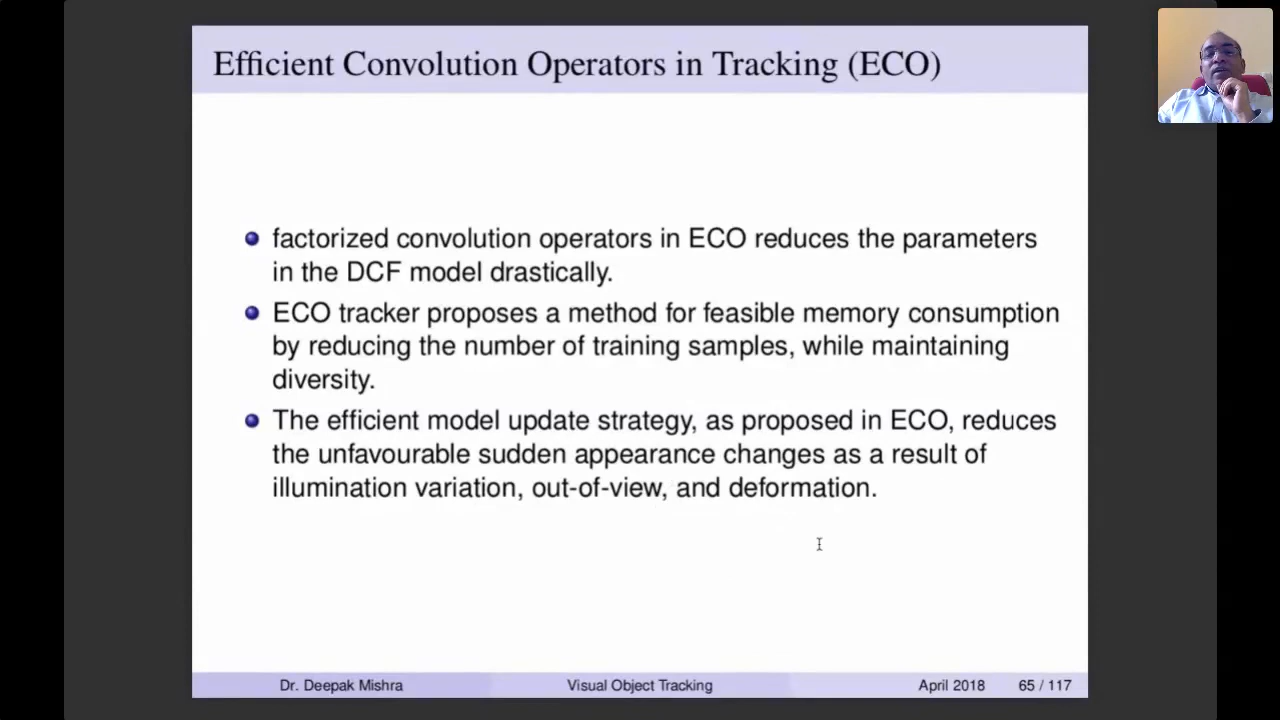 Efficient Convolution Operators in Tracking (ECO)
factorized convolution operators in ECO reduces the parameters
in the DCF model drastically.
ECO tracker proposes a method for feasible memory consumption
by reducing the number of training samples, while maintaining
diversity.
The efficient model update strategy, as proposed in ECO, reduces
the unfavourable sudden appearance changes as a result of
illumination variation, out-of-view, and deformation.
Dr. Deepak Mishra Visual Object Tracking April 2018 65 / 117